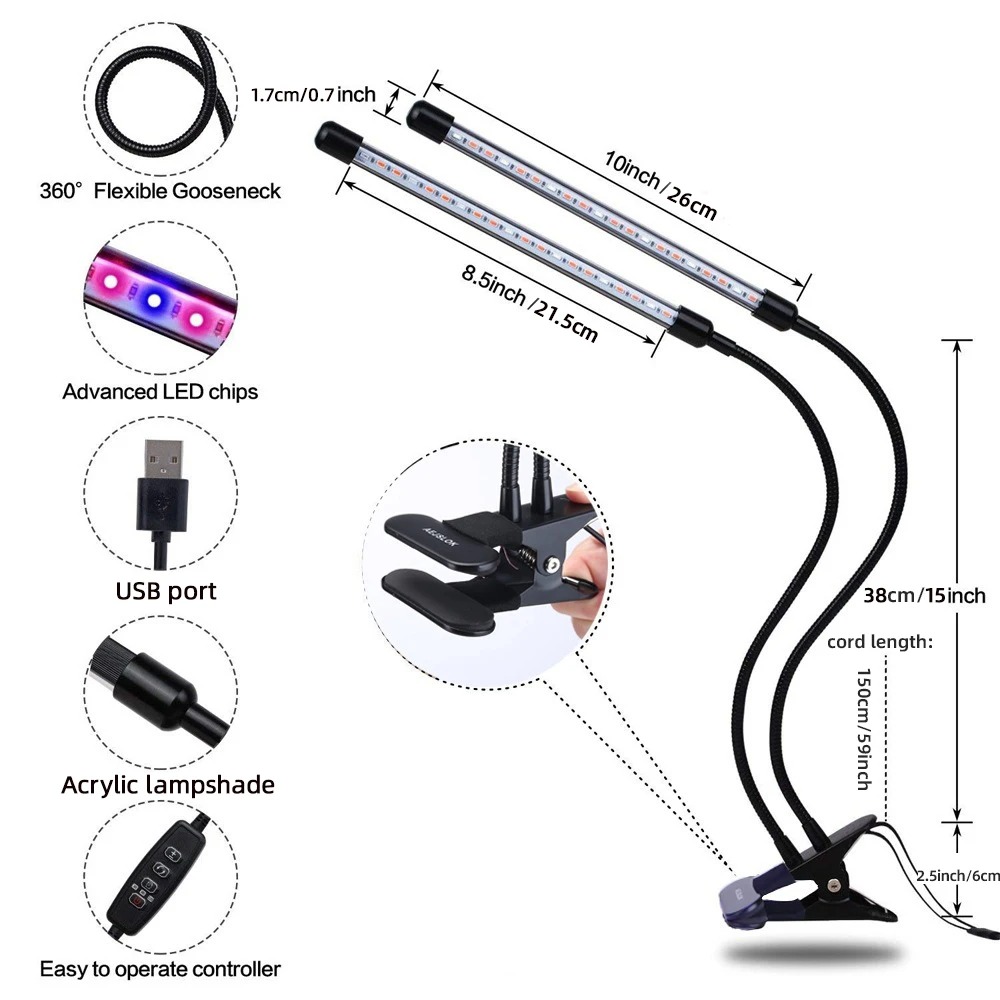 1.7cm/0.7inch
10inch/26cm
360° Flexible Gooseneck
8.5inch/21.5cm
Advanced LED chips
AEJSLOK
USB port
38cm/15inch
cord length:
150cm/59inch
Acrylic lampshade
2.5inch/6cm
Easy to operate controller